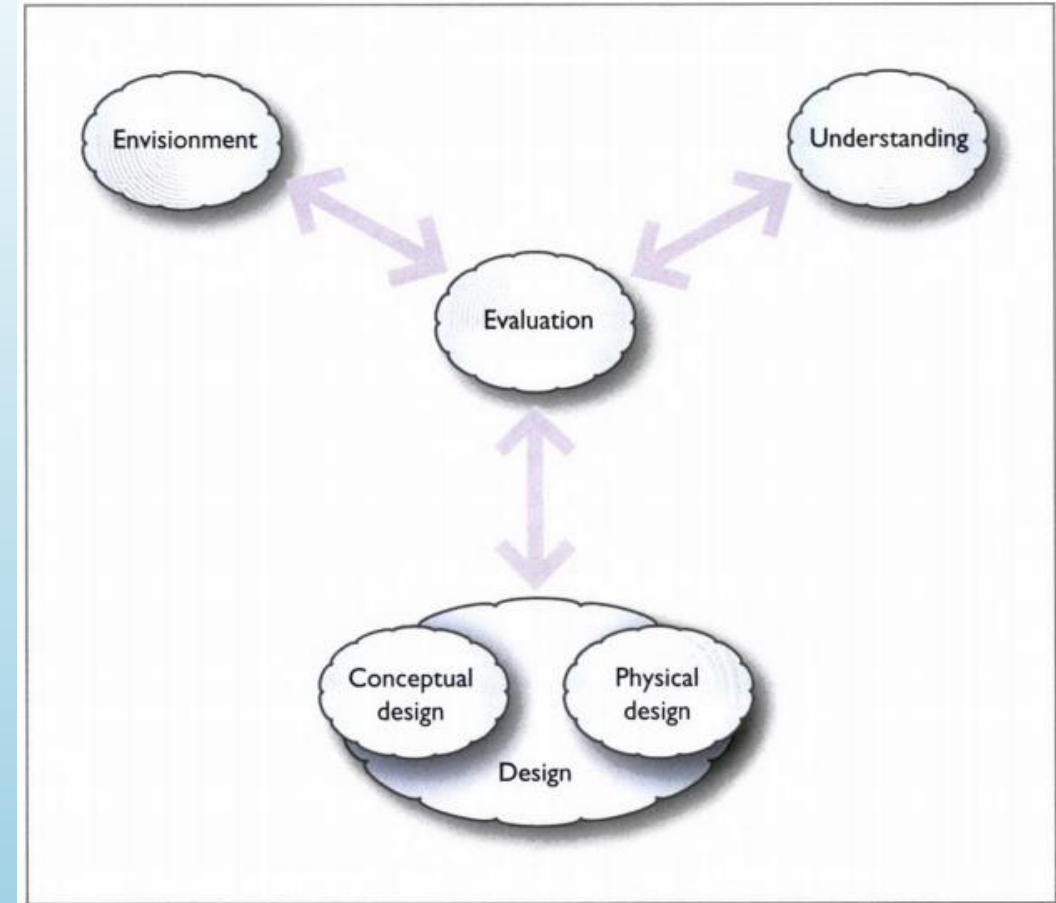 Envisionment
Understanding
Evaluation
Conceptual
design
Physical
design
Design